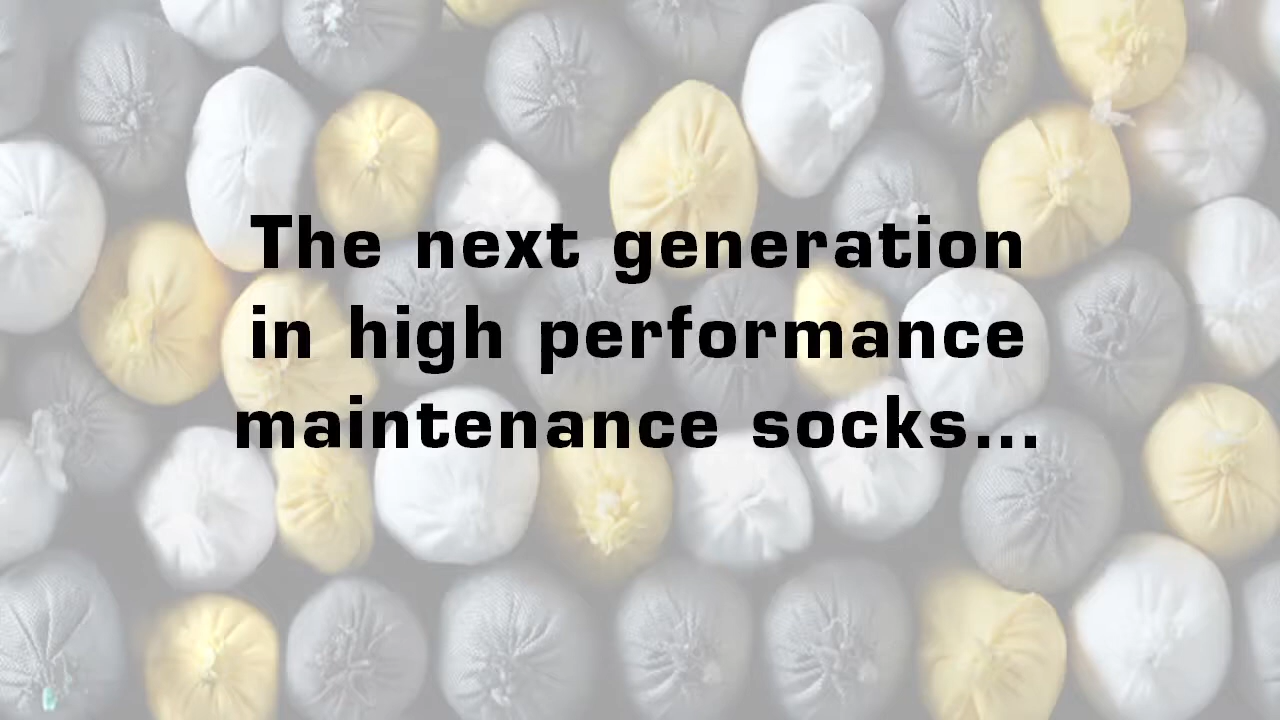 The next generation
in high performance
maintenance socks...